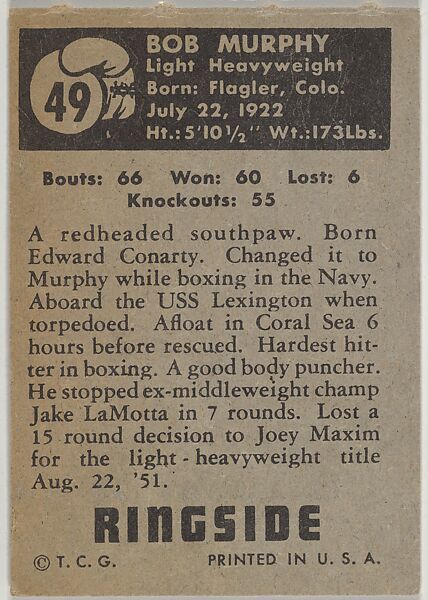 49
BOB MURPHY
Light Heavyweight
Born: Flagler, Colo.
July 22, 1922
Ht.: 5'10½" Wt.: 173Lbs.
Bouts: 66 Won: 60 Lost: 6
Knockouts: 55
A redheaded southpaw. Born
Edward Conarty. Changed it to
Murphy while boxing in the Navy.
Aboard the USS Lexington when
torpedoed. Afloat in Coral Sea 6
hours before rescued. Hardest hit-
ter in boxing. A good body puncher.
He stopped ex-middleweight champ
Jake LaMotta in 7 rounds. Lost a
15 round decision to Joey Maxim
for the light-heavyweight title
Aug. 22, '51.
RINGSIDE
© T. C. G. PRINTED IN U. S. A.